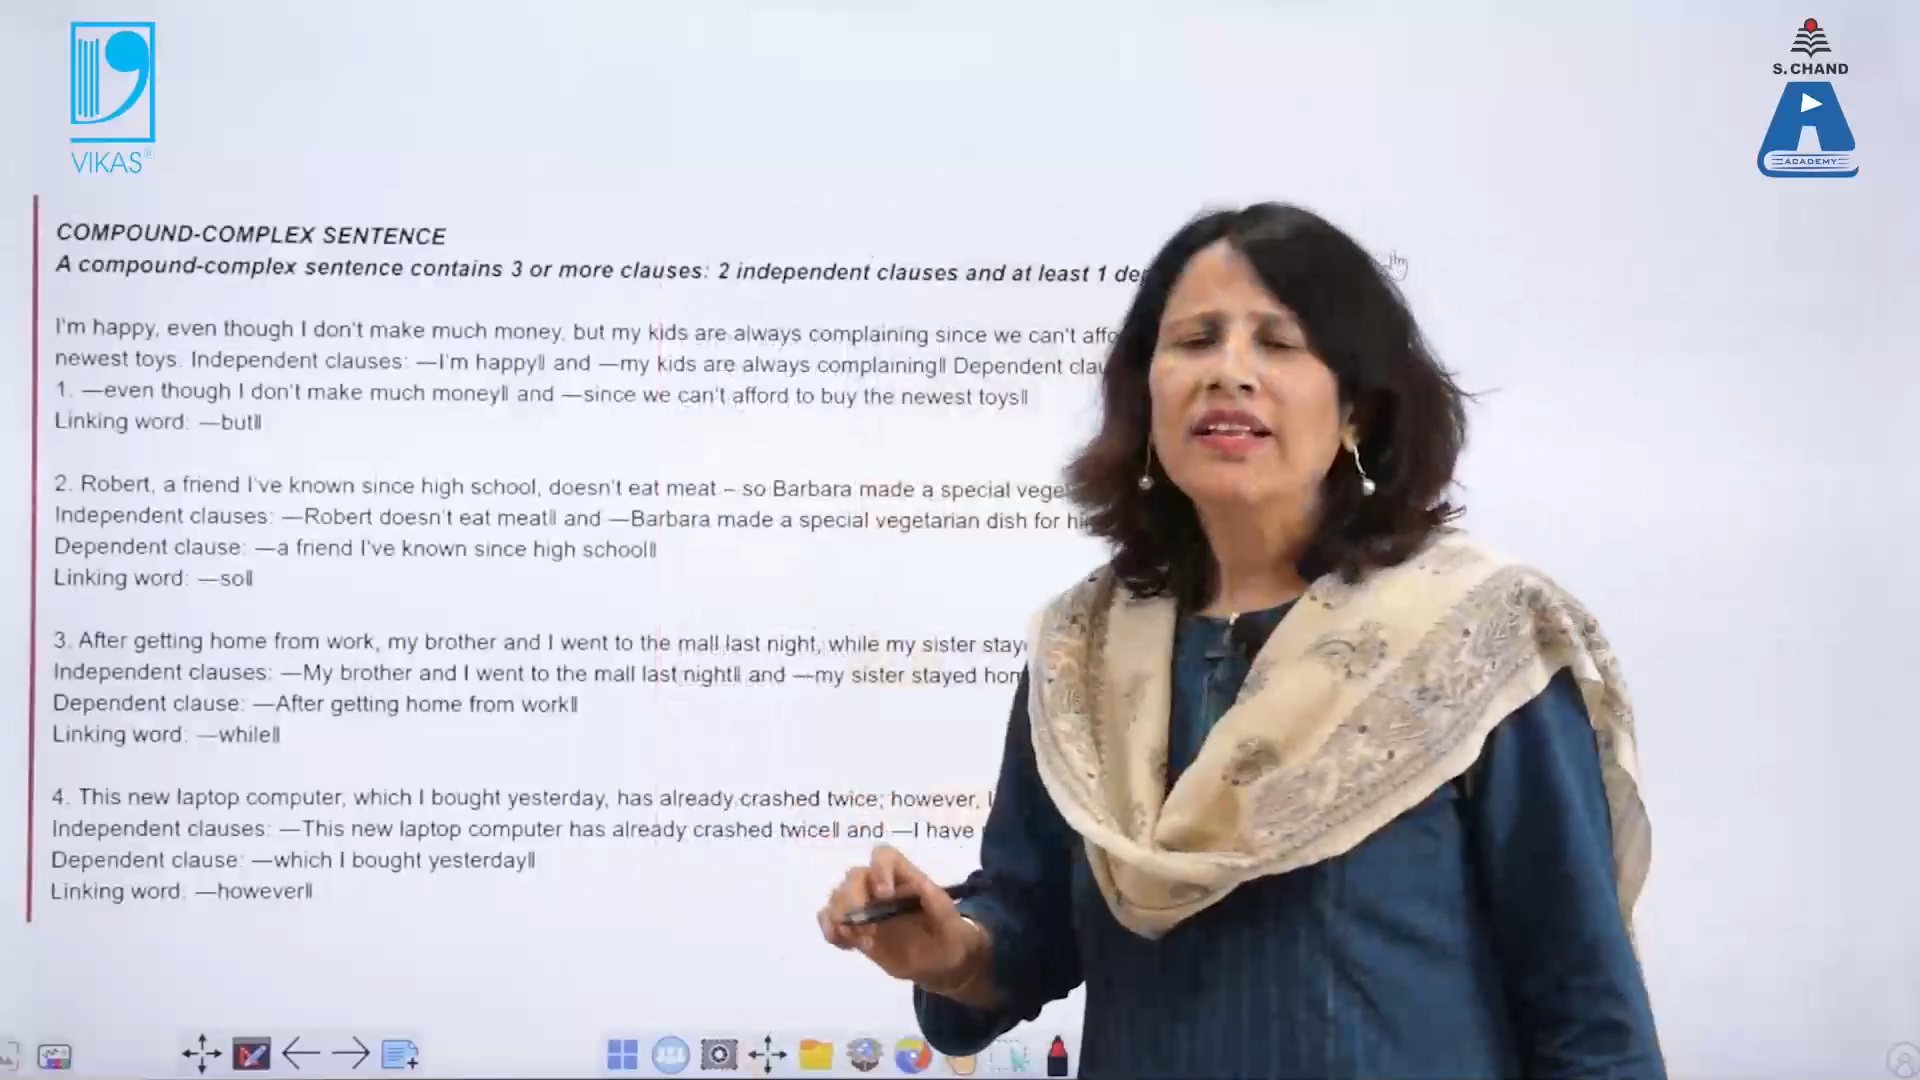 VIKAS®
S. CHAND
ACADEMY
COMPOUND-COMPLEX SENTENCE
A compound-complex sentence contains 3 or more clauses: 2 independent clauses and at least 1
I'm happy, even though I don't make much money, but my kids are always complaining since we can't
newest toys. Independent clauses: —I'm happy‖ and —my kids are always complaining‖ Dependent
1. —even though I don't make much money‖ and —since we can't afford to buy the newest toys‖
Linking word: —but‖
2. Robert, a friend I've known since high school, doesn't eat meat – so Barbara made a special
Independent clauses: —Robert doesn't eat meat‖ and —Barbara made a special vegetarian dish for
Dependent clause: —a friend I've known since high school‖
Linking word: —so‖
3. After getting home from work, my brother and I went to the mall last night, while my sister
Independent clauses: —My brother and I went to the mall last night‖ and —my sister stayed
Dependent clause: —After getting home from work‖
Linking word: —while‖
4. This new laptop computer, which I bought yesterday, has already crashed twice; however, I
Independent clauses: —This new laptop computer has already crashed twice‖ and —I have
Dependent clause: —which I bought yesterday‖
Linking word: —however‖